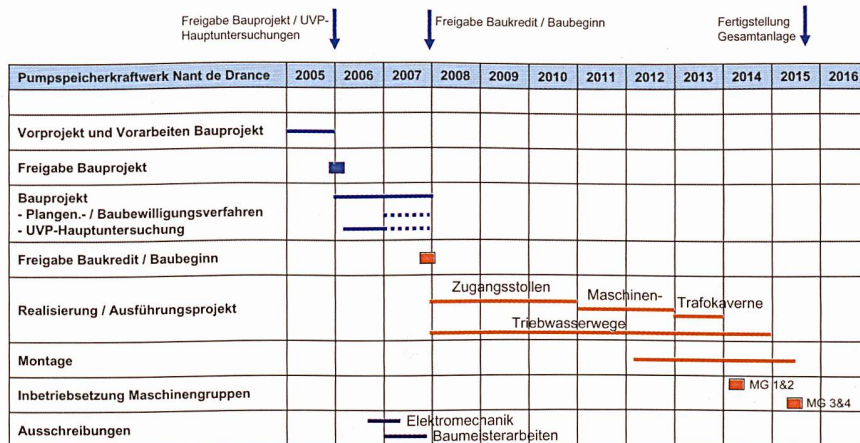 Freigabe Bauprojekt / UVP-
Hauptuntersuchungen
Freigabe Baukredit / Baubeginn
Fertigstellung
Gesamtanlage
Pumpspeicherkraftwerk Nant de Drance 2005 2006 2007 2008 2009 2010 2011 2012 2013 2014 2015 2016
Vorprojekt und Vorarbeiten Bauprojekt
Freigabe Bauprojekt
Bauprojekt
- Plangen.- / Baubewilligungsverfahren
- UVP-Hauptuntersuchung
Freigabe Baukredit / Baubeginn
Realisierung / Ausführungsprojekt
Zugangsstollen
Maschinen-
Trafokaverne
Triebwasserwege
Montage
Inbetriebsetzung Maschinengruppen
MG 1&2
MG 3&4
Ausschreibungen
Elektromechanik
Baumeisterarbeiten